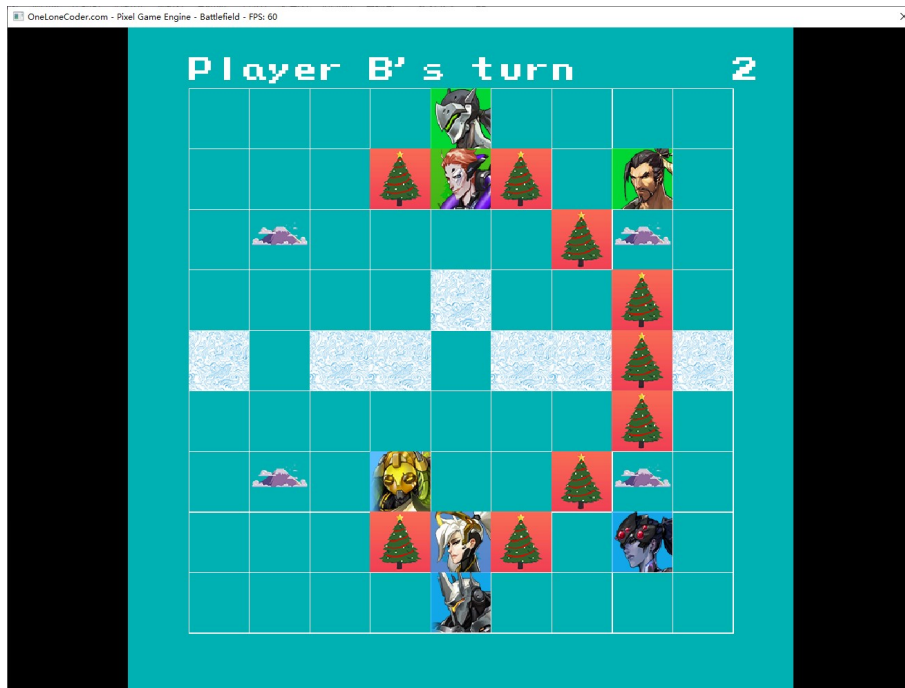 OneLoneCoder.com - Pixel Game Engine - Battlefield - FPS: 60
Player B's turn 2